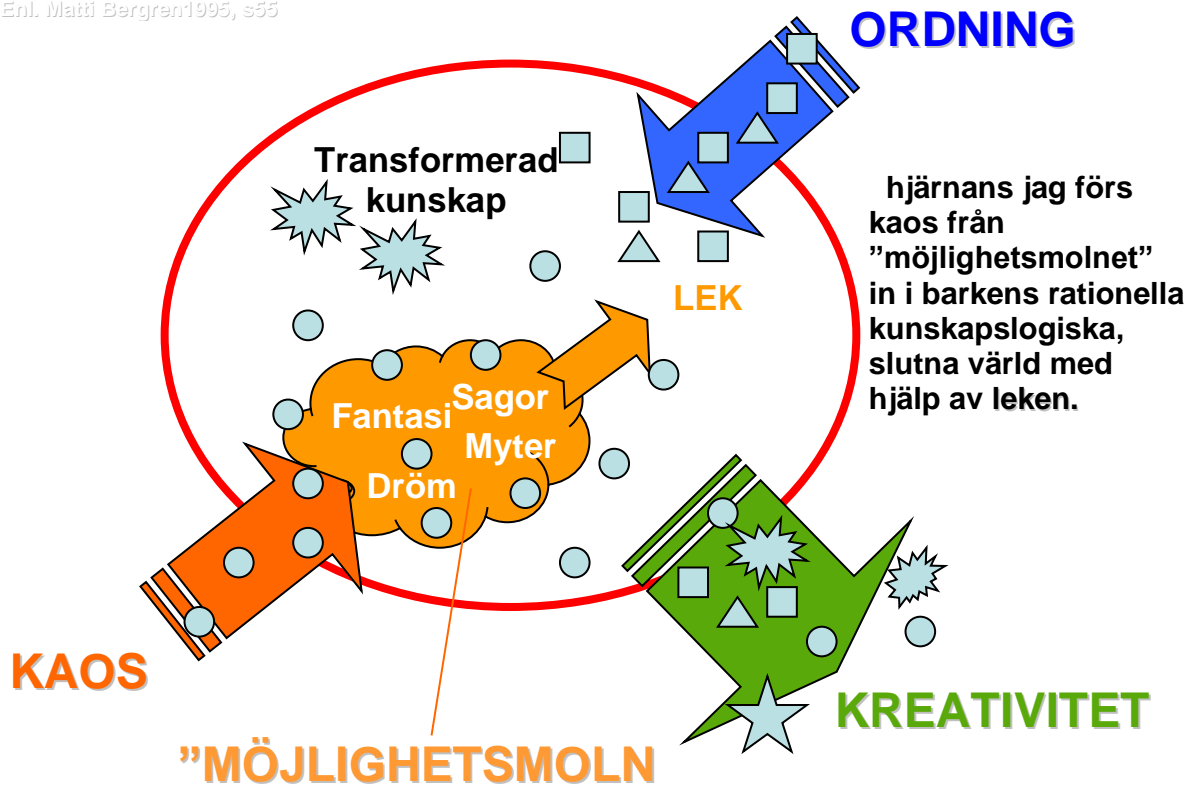 Enl. Matti Bergren1995, s55
ORDNING
Transformerad
kunskap
hjärnans jag förs
kaos från
”möjlighetsmolnet”
in i barkens rationella
kunskapslogiska,
slutna värld med
hjälp av leken.
LEK
Sagor
Fantasi
Myter
Dröm
KAOS
KREATIVITET
”MÖJLIGHETSMOLN